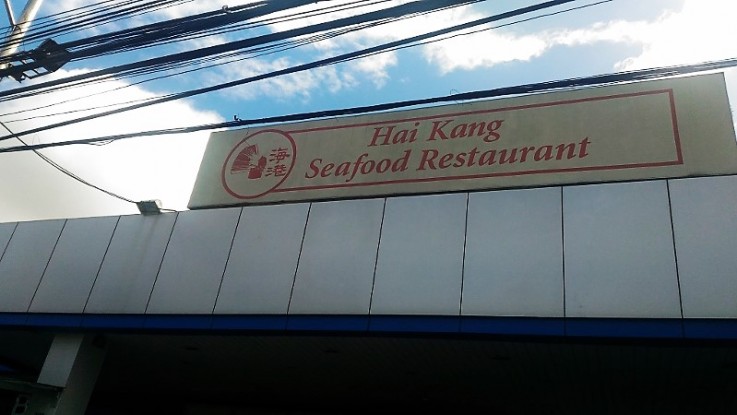 海港
Hai Kang
Seafood Restaurant